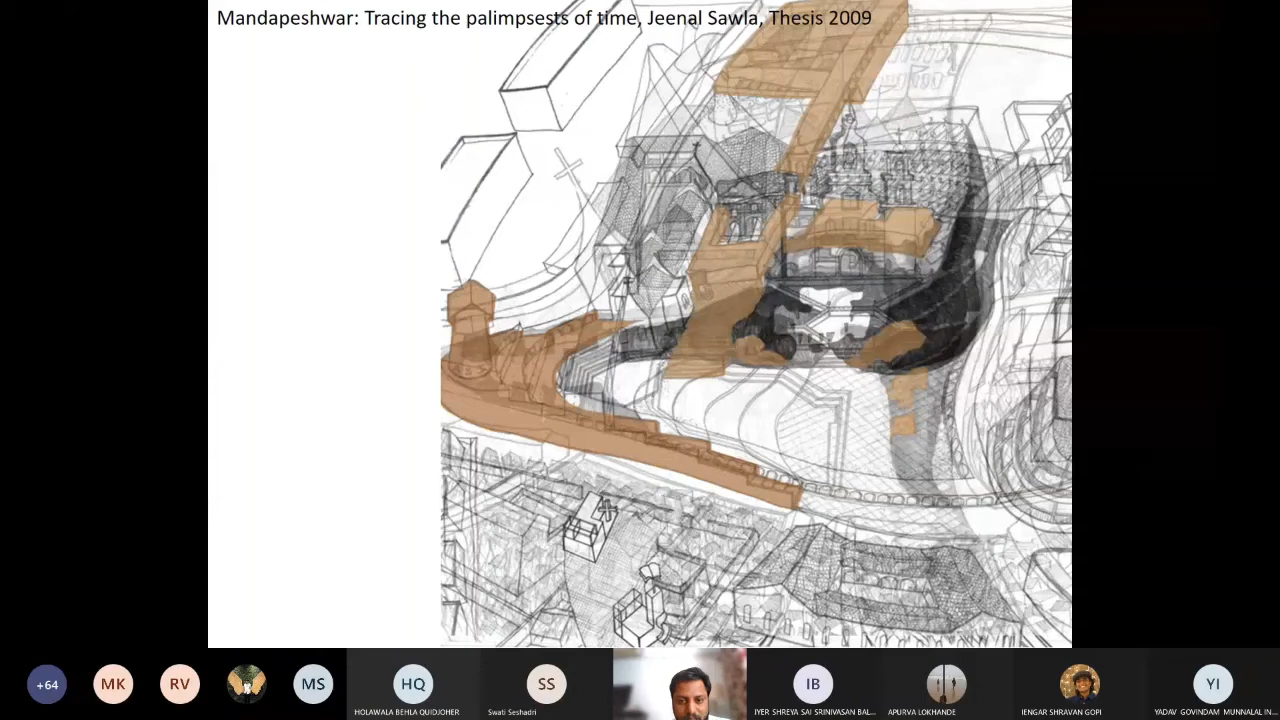 Mandapeshwar: Tracing the palimpsests of time, Jeenal Sawla, Thesis 2009
+64
MK
RV
MS
HQ
SS
IB
YI
HOLAWALA BEHLA QUIDJOHER
Swati Seshadri
IYER SHREYA SAI SRINIVASAN BAL...
APURVA LOKHANDE
IENGAR SHRAVAN GOPI
YADAV GOVINDAM MUNNALAL IN...